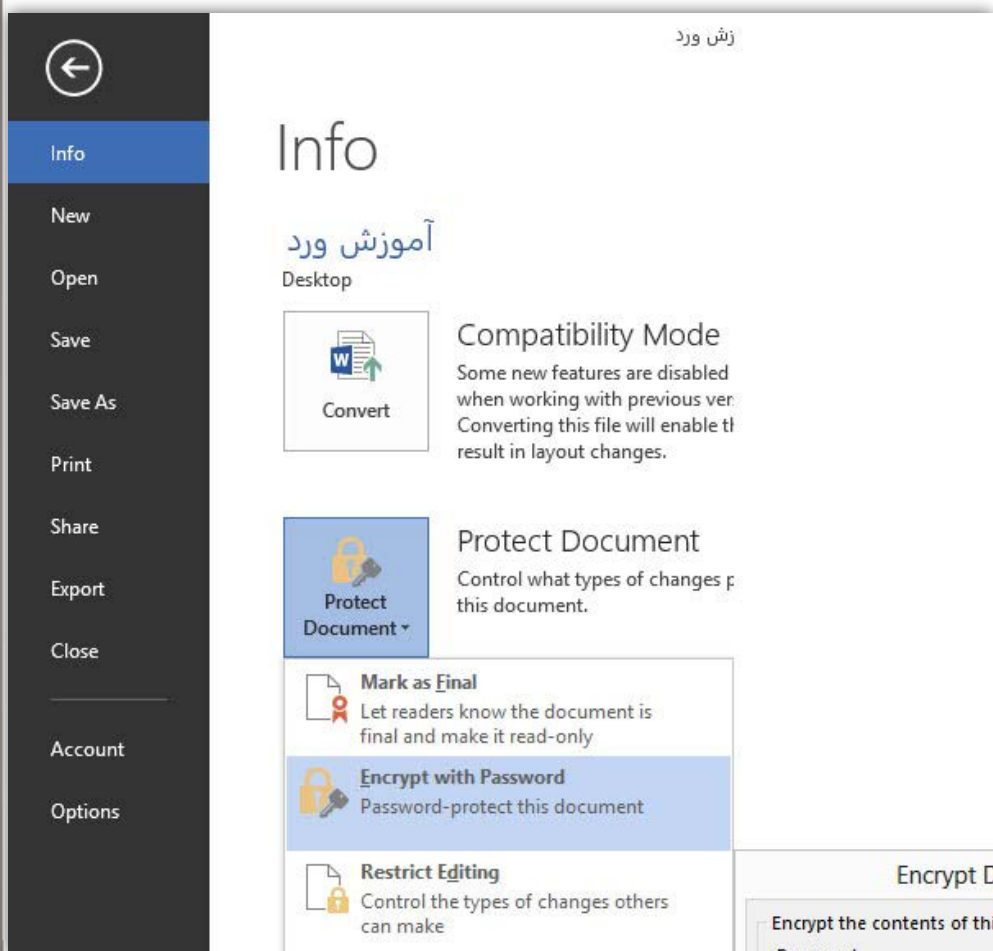 زش ورد
Info
Info
New
Open
Save
Save As
Print
Share
Export
Close
Account
Options
آموزش ورد
Desktop
Convert
Compatibility Mode
Some new features are disabled
when working with previous ver
Converting this file will enable th
result in layout changes.
Protect
Document
Protect Document
Control what types of changes p
this document.
Mark as Final
Let readers know the document is
final and make it read-only
Encrypt with Password
Password-protect this document
Restrict Editing
Control the types of changes others
can make
Encrypt D
Encrypt the contents of thi